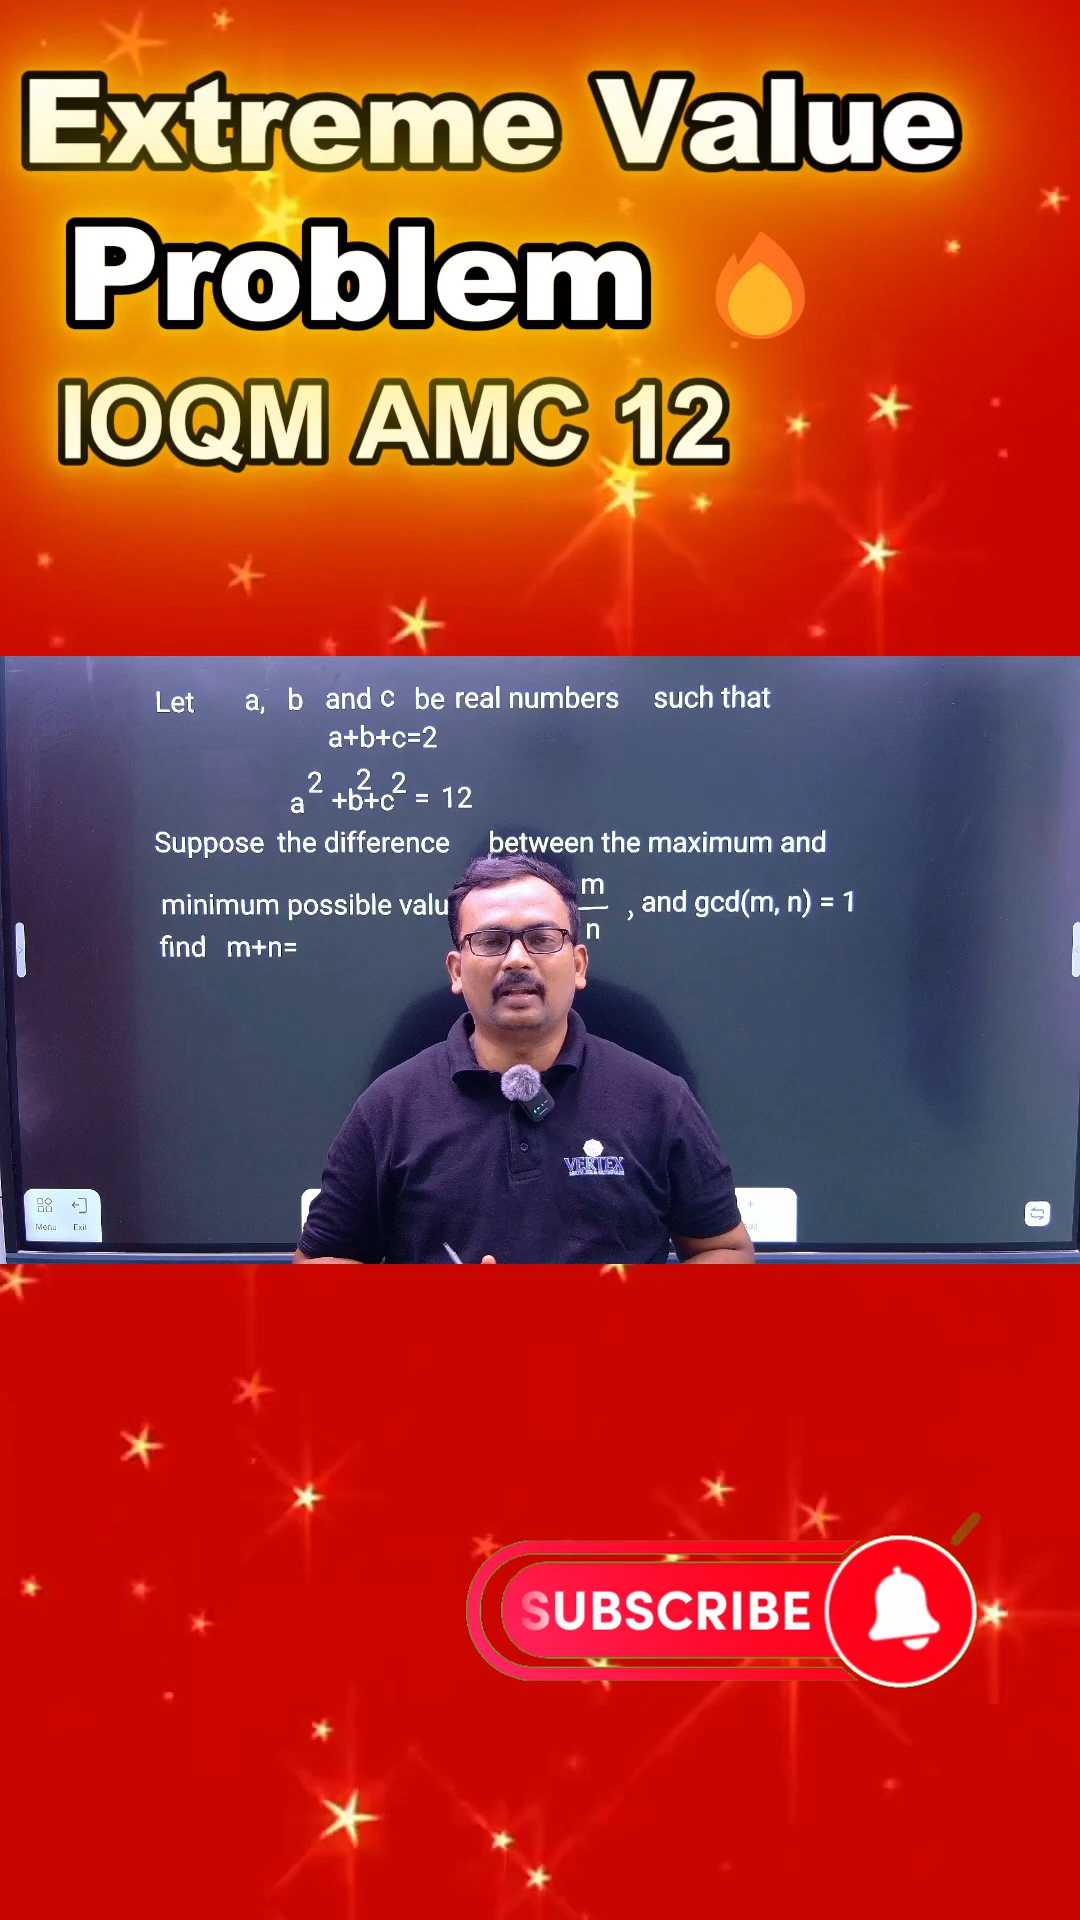 Extreme Value
Problem
IOQM AMC 12
Let a, b and c be real numbers such that
a+b+c=2
a² +b²+c² = 12
Suppose the difference between the maximum and
minimum possible valu m/n , and gcd(m, n) = 1
find m+n=
VERTEX
Menu Exit
SUBSCRIBE